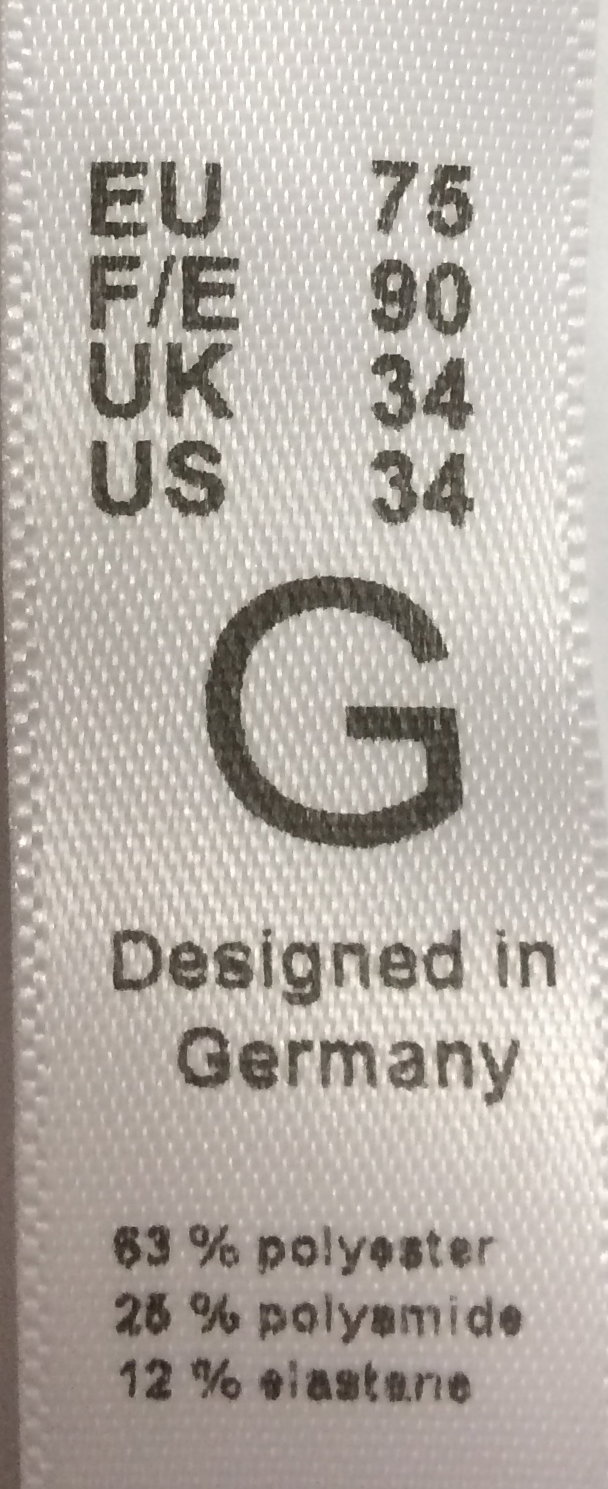 EU 75
F/E 90
UK 34
US 34
G
Designed in
Germany
63 % polyester
25 % polyamide
12 % elastane